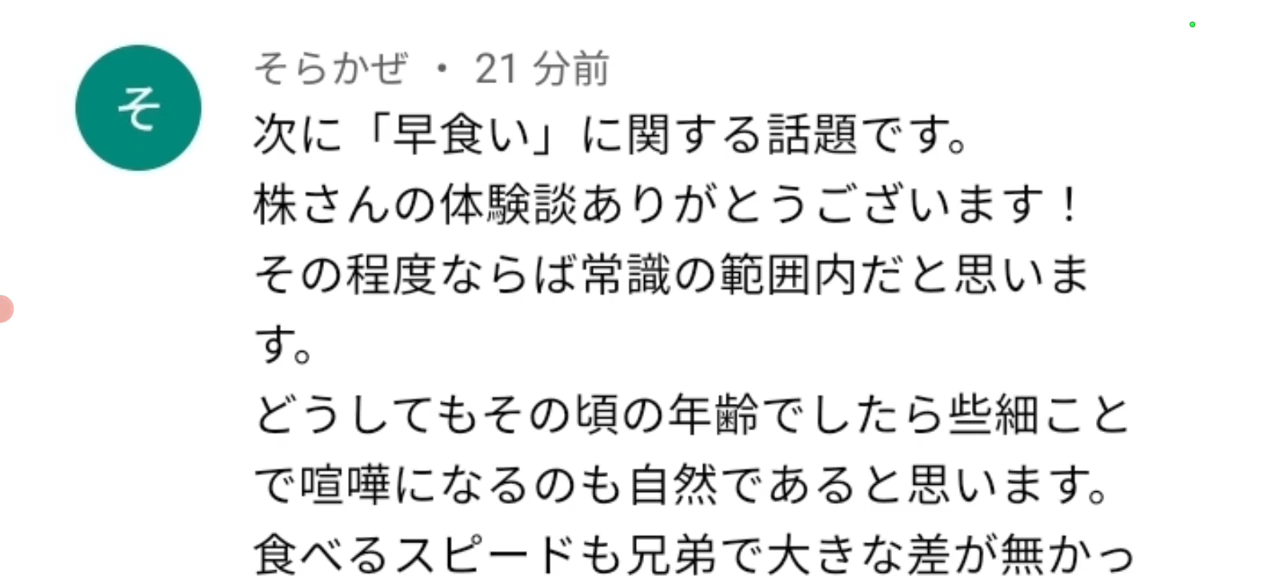 そ
そらかぜ ・ 21 分前
次に「早食い」に関する話題です。
株さんの体験談ありがとうございます！
その程度ならば常識の範囲内だと思いま
す。
どうしてもその頃の年齢でしたら些細こと
で喧嘩になるのも自然であると思います。
食べるスピードも兄弟で大きな差が無かっ